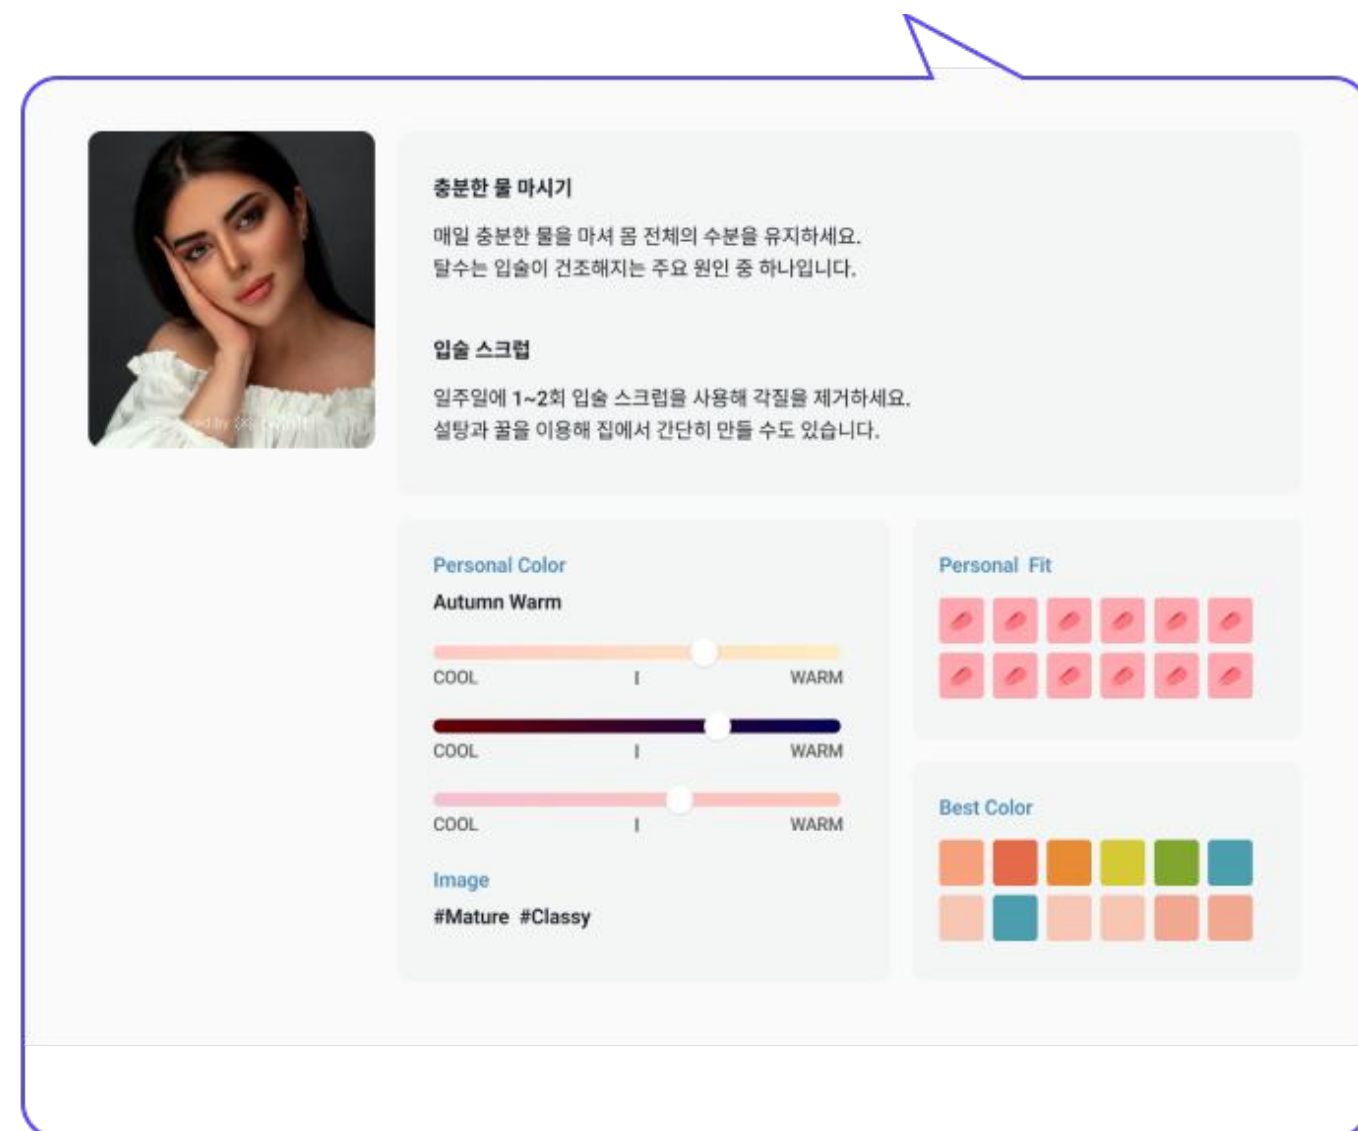 충분한 물 마시기
매일 충분한 물을 마셔 몸 전체의 수분을 유지하세요.
탈수는 입술이 건조해지는 주요 원인 중 하나입니다.
입술 스크럽
일주일에 1~2회 입술 스크럽을 사용해 각질을 제거하세요.
설탕과 꿀을 이용해 집에서 간단히 만들 수도 있습니다.
Personal Color
Autumn Warm
COOL I WARM
COOL I WARM
COOL I WARM
Image
#Mature #Classy
Personal Fit
Best Color